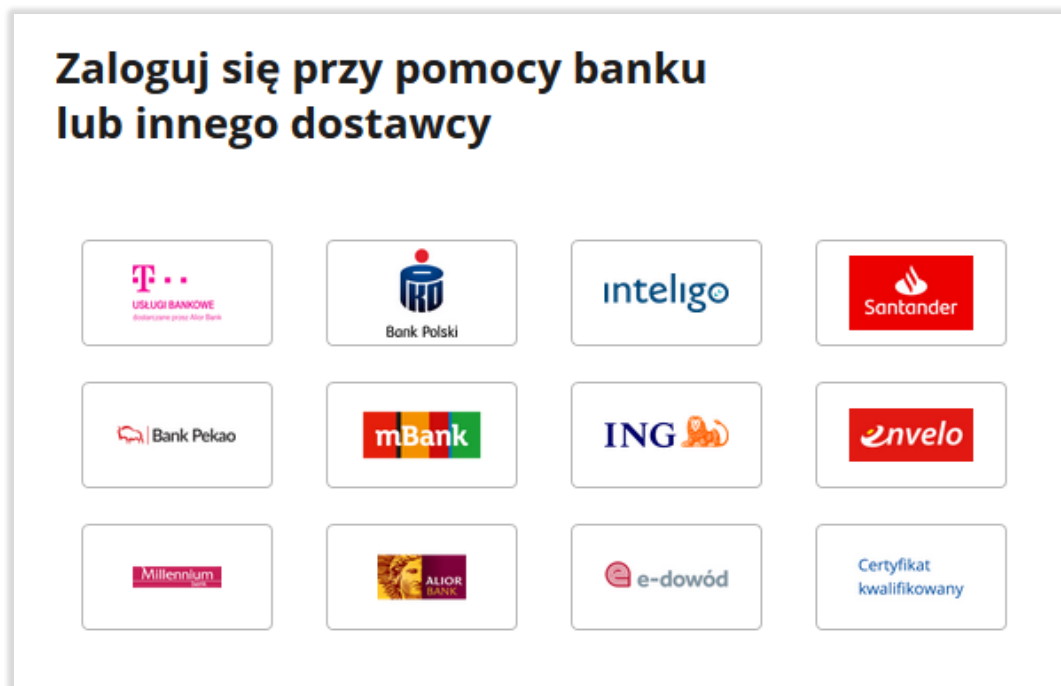 Zaloguj się przy pomocy banku
lub innego dostawcy
T
USŁUGI BANKOWE
dostarczane przez Alior Bank
PKO
Bank Polski
inteligo
Santander
Bank Pekao
mBank
ING
envelo
Millennium
bank
ALIOR
BANK
e-dowód
Certyfikat
kwalifikowany